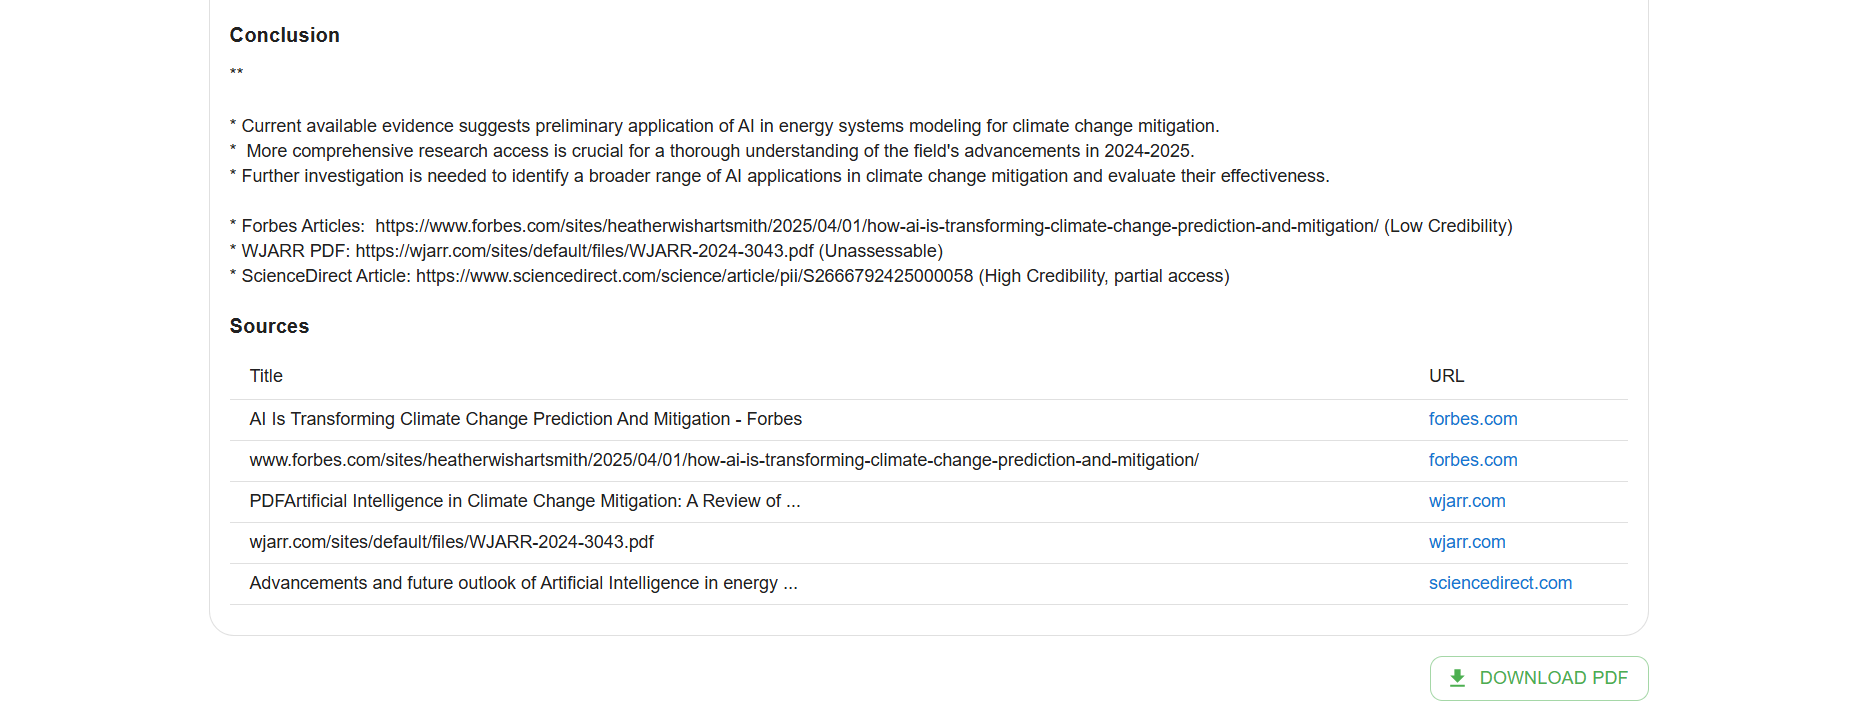 Conclusion
**
* Current available evidence suggests preliminary application of AI in energy systems modeling for climate change mitigation.
*  More comprehensive research access is crucial for a thorough understanding of the field's advancements in 2024-2025.
* Further investigation is needed to identify a broader range of AI applications in climate change mitigation and evaluate their effectiveness.
* Forbes Articles:  https://www.forbes.com/sites/heatherwishartsmith/2025/04/01/how-ai-is-transforming-climate-change-prediction-and-mitigation/ (Low Credibility)
* WJARR PDF: https://wjarr.com/sites/default/files/WJARR-2024-3043.pdf (Unassessable)
* ScienceDirect Article: https://www.sciencedirect.com/science/article/pii/S2666792425000058 (High Credibility, partial access)
Sources
Title URL
AI Is Transforming Climate Change Prediction And Mitigation - Forbes forbes.com
www.forbes.com/sites/heatherwishartsmith/2025/04/01/how-ai-is-transforming-climate-change-prediction-and-mitigation/ forbes.com
PDFArtificial Intelligence in Climate Change Mitigation: A Review of ... wjarr.com
wjarr.com/sites/default/files/WJARR-2024-3043.pdf wjarr.com
Advancements and future outlook of Artificial Intelligence in energy ... sciencedirect.com
DOWNLOAD PDF